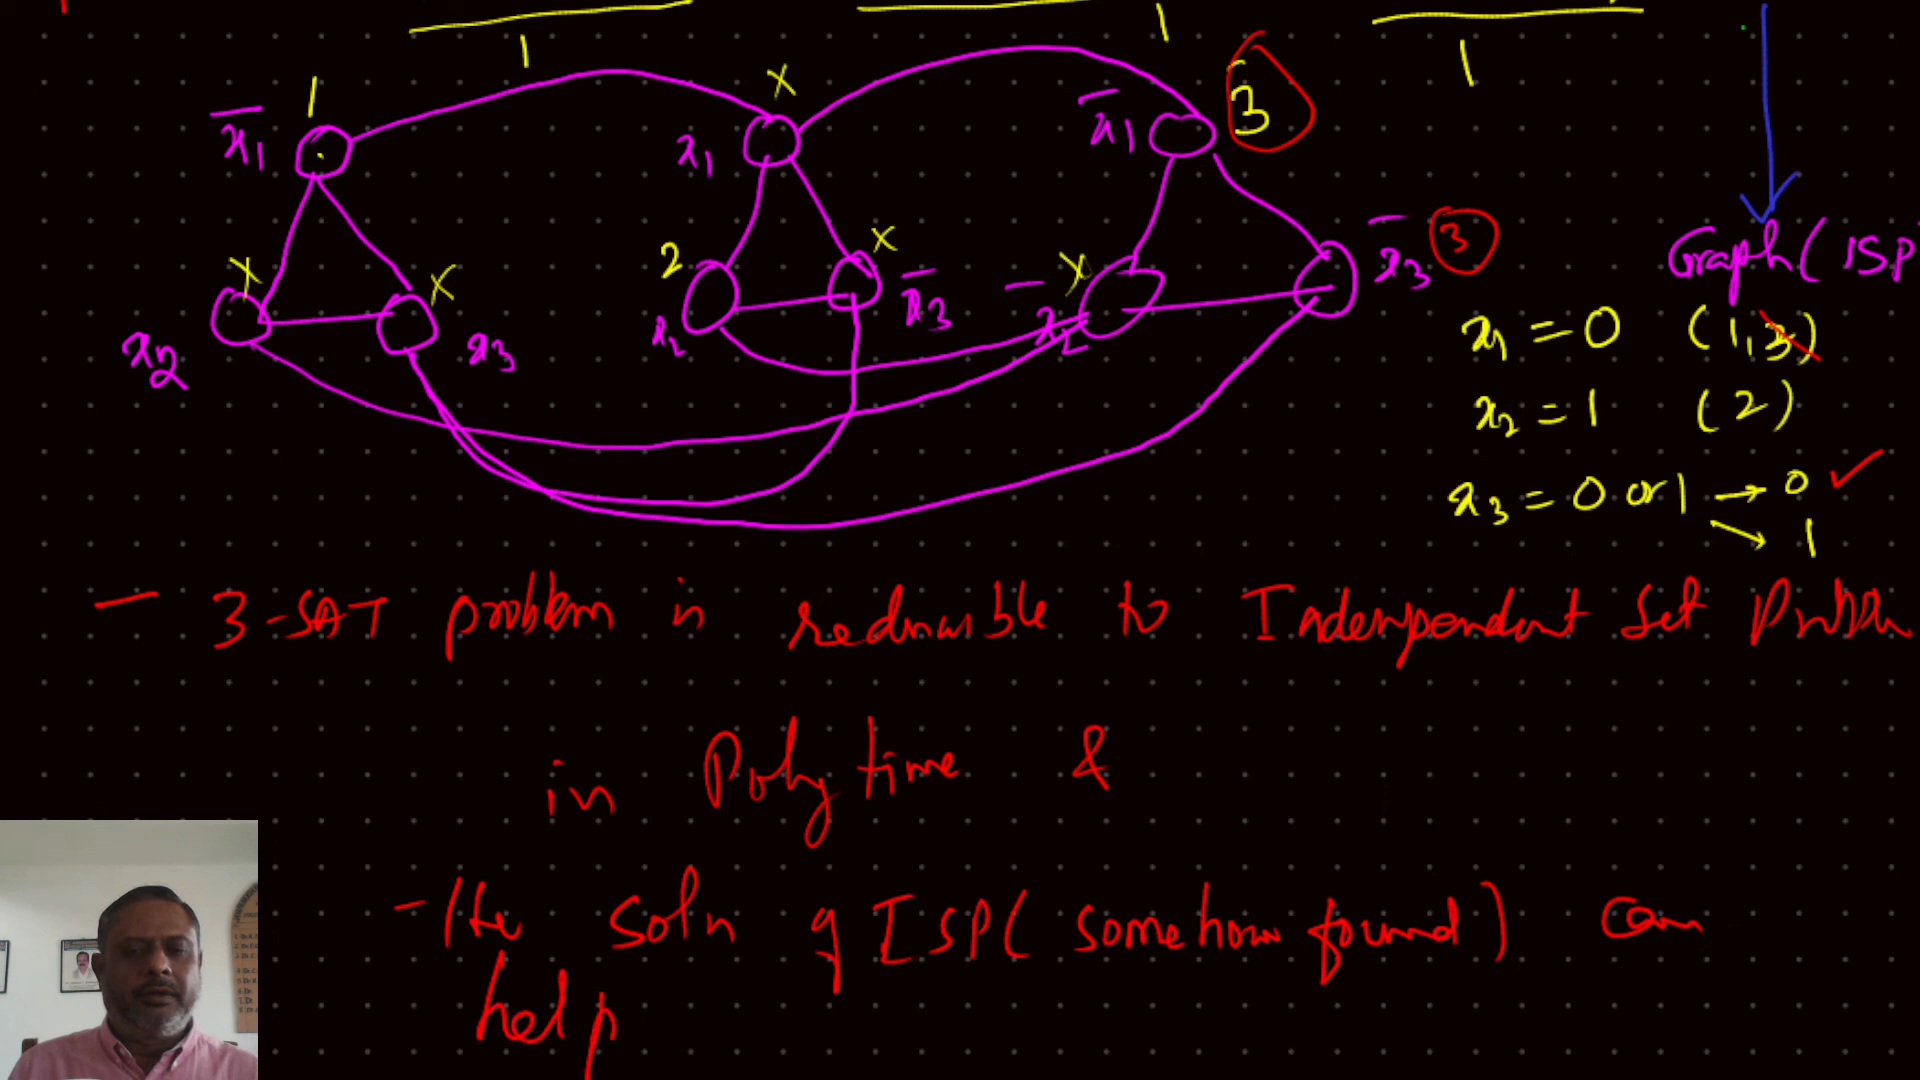 1 1 1
1 X 3
x̄1 x1 x̄1
X X 2 X X x̄3 3
x2 x3 x2 x̄3 x̄2
Graph (ISP
x1 = 0 (1,3)
x2 = 1 (2)
x3 = 0 or 1 → 0 ✓
→ 1
- 3-SAT problem is reducible to Independent Set
in Poly time &
- The soln of ISP (somehow found) can
help